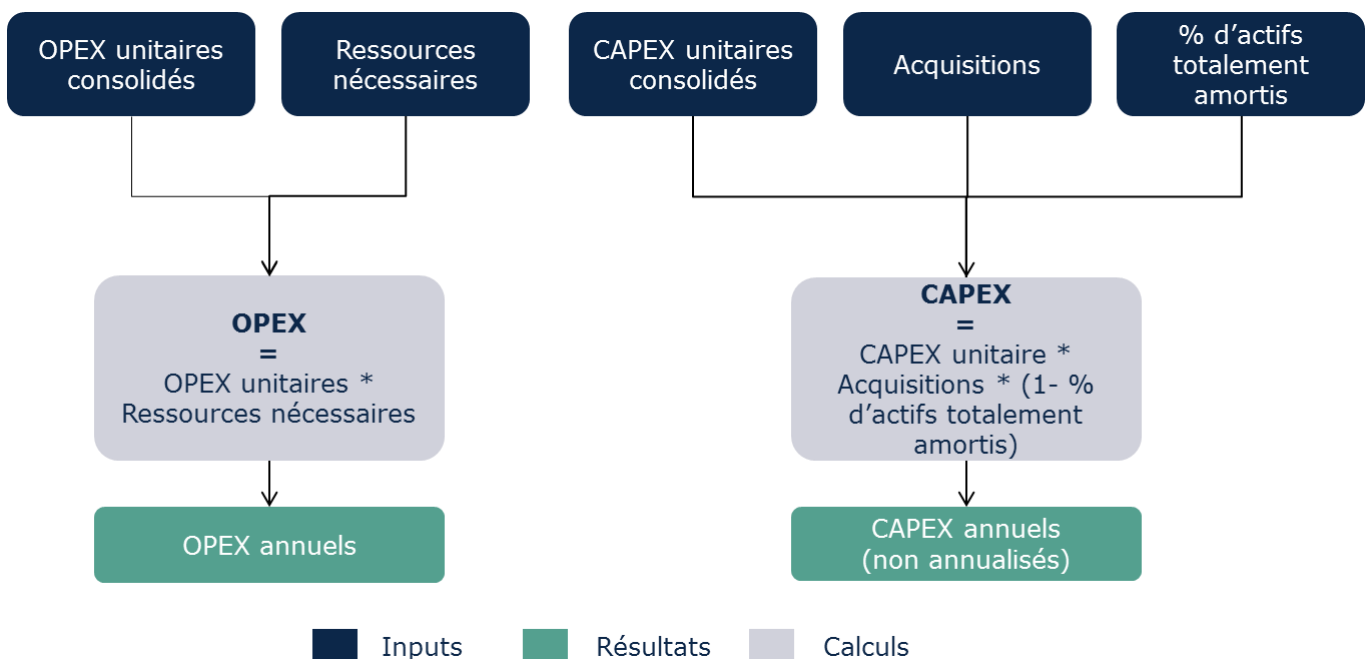 OPEX unitaires
consolidés
Ressources
nécessaires
CAPEX unitaires
consolidés
Acquisitions
% d’actifs
totalement
amortis
OPEX
=
OPEX unitaires *
Ressources nécessaires
CAPEX
=
CAPEX unitaire *
Acquisitions * (1- %
d’actifs totalement
amortis)
OPEX annuels
CAPEX annuels
(non annualisés)
Inputs
Résultats
Calculs